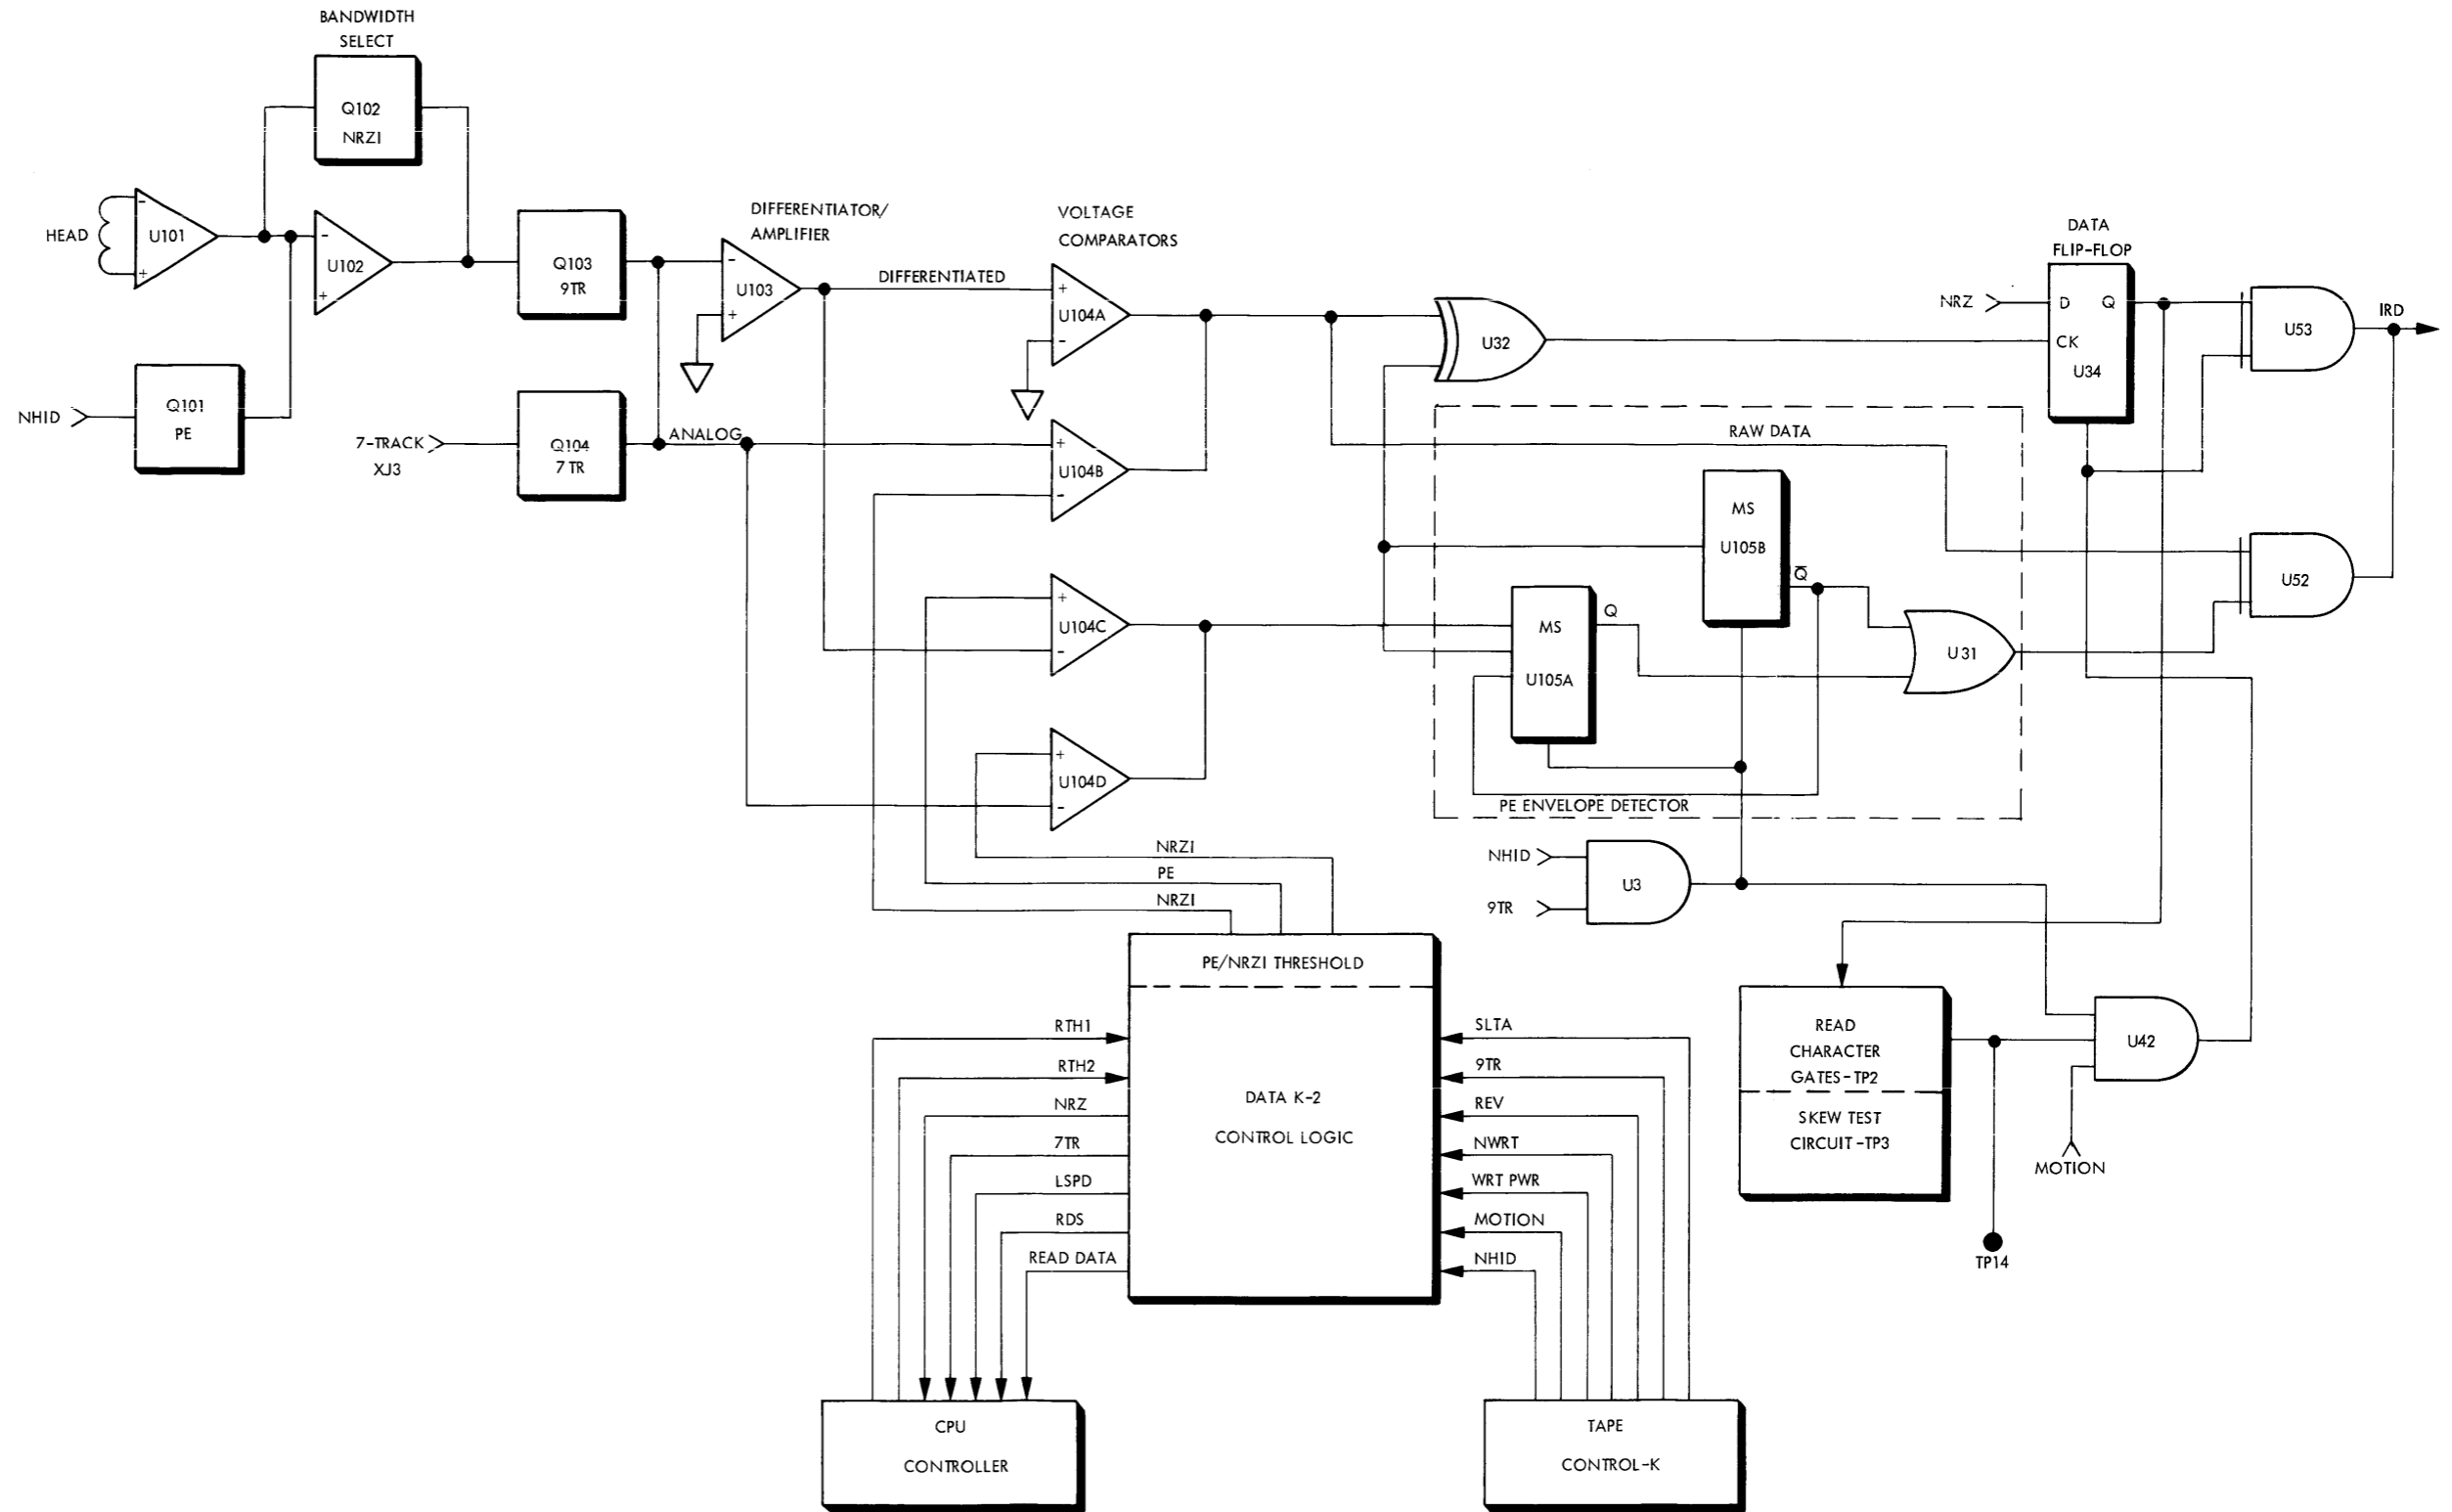 BANDWIDTH
SELECT
Q102
NRZI
HEAD
-
+
U101
-
+
U102
NHID
Q101
PE
Q103
9TR
7-TRACK
XJ3
Q104
7 TR
ANALOG
DIFFERENTIATOR/
AMPLIFIER
-
+
U103
DIFFERENTIATED
VOLTAGE
COMPARATORS
+
U104A
-
+
U104B
-
+
U104C
-
+
U104D
-
NRZI
PE
NRZI
U32
RAW DATA
MS
U105B
Q̅
MS
U105A
Q
U31
PE ENVELOPE DETECTOR
NHID
9TR
U3
DATA
FLIP-FLOP
NRZ
D
Q
CK
U34
U53
IRD
U52
READ
CHARACTER
GATES-TP2
SKEW TEST
CIRCUIT-TP3
U42
MOTION
TP14
PE/NRZI THRESHOLD
DATA K-2
CONTROL LOGIC
RTH1
RTH2
NRZ
7TR
LSPD
RDS
READ DATA
SLTA
9TR
REV
NWRT
WRT PWR
MOTION
NHID
CPU
CONTROLLER
TAPE
CONTROL-K